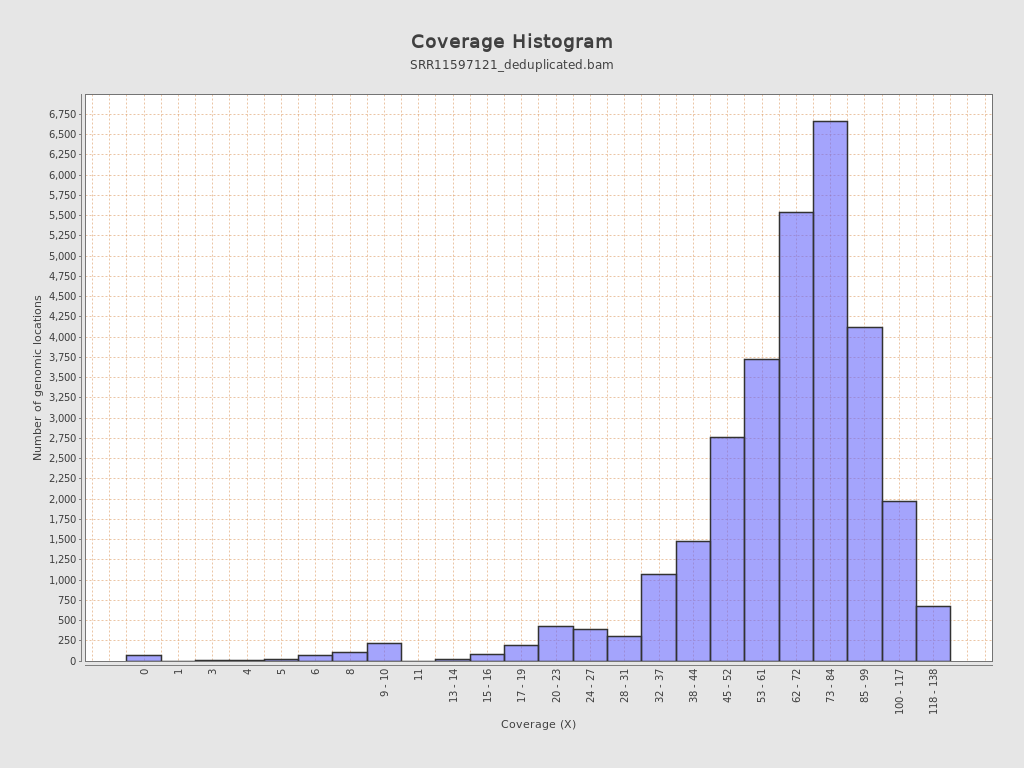 Coverage Histogram
SRR11597121_deduplicated.bam
Number of genomic locations
6,750
6,500
6,250
6,000
5,750
5,500
5,250
5,000
4,750
4,500
4,250
4,000
3,750
3,500
3,250
3,000
2,750
2,500
2,250
2,000
1,750
1,500
1,250
1,000
750
500
250
0
0
1
3
4
5
6
8
9 - 10
11
13 - 14
15 - 16
17 - 19
20 - 23
24 - 27
28 - 31
32 - 37
38 - 44
45 - 52
53 - 61
62 - 72
73 - 84
85 - 99
100 - 117
118 - 138
Coverage (X)